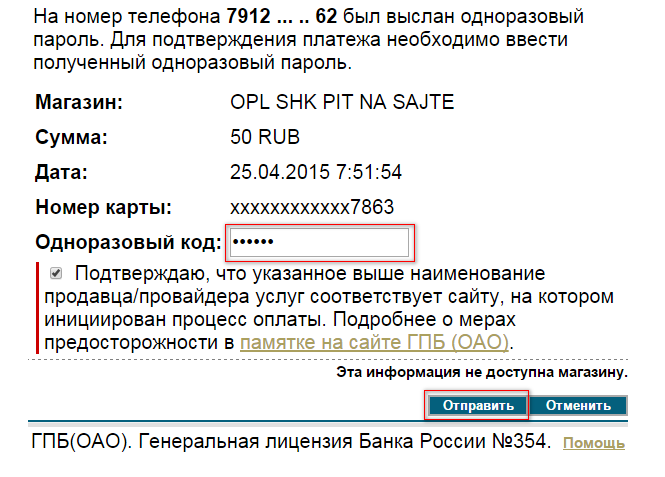 На номер телефона 7912 ... .. 62 был выслан одноразовый
пароль. Для подтверждения платежа необходимо ввести
полученный одноразовый пароль.
Магазин: OPL SHK PIT NA SAJTE
Сумма: 50 RUB
Дата: 25.04.2015 7:51:54
Номер карты: xxxxxxxxxxxx7863
Одноразовый код: ••••••
Подтверждаю, что указанное выше наименование
продавца/провайдера услуг соответствует сайту, на котором
инициирован процесс оплаты. Подробнее о мерах
предосторожности в памятке на сайте ГПБ (ОАО).
Эта информация не доступна магазину.
Отправить Отменить
ГПБ(ОАО). Генеральная лицензия Банка России №354. Помощь